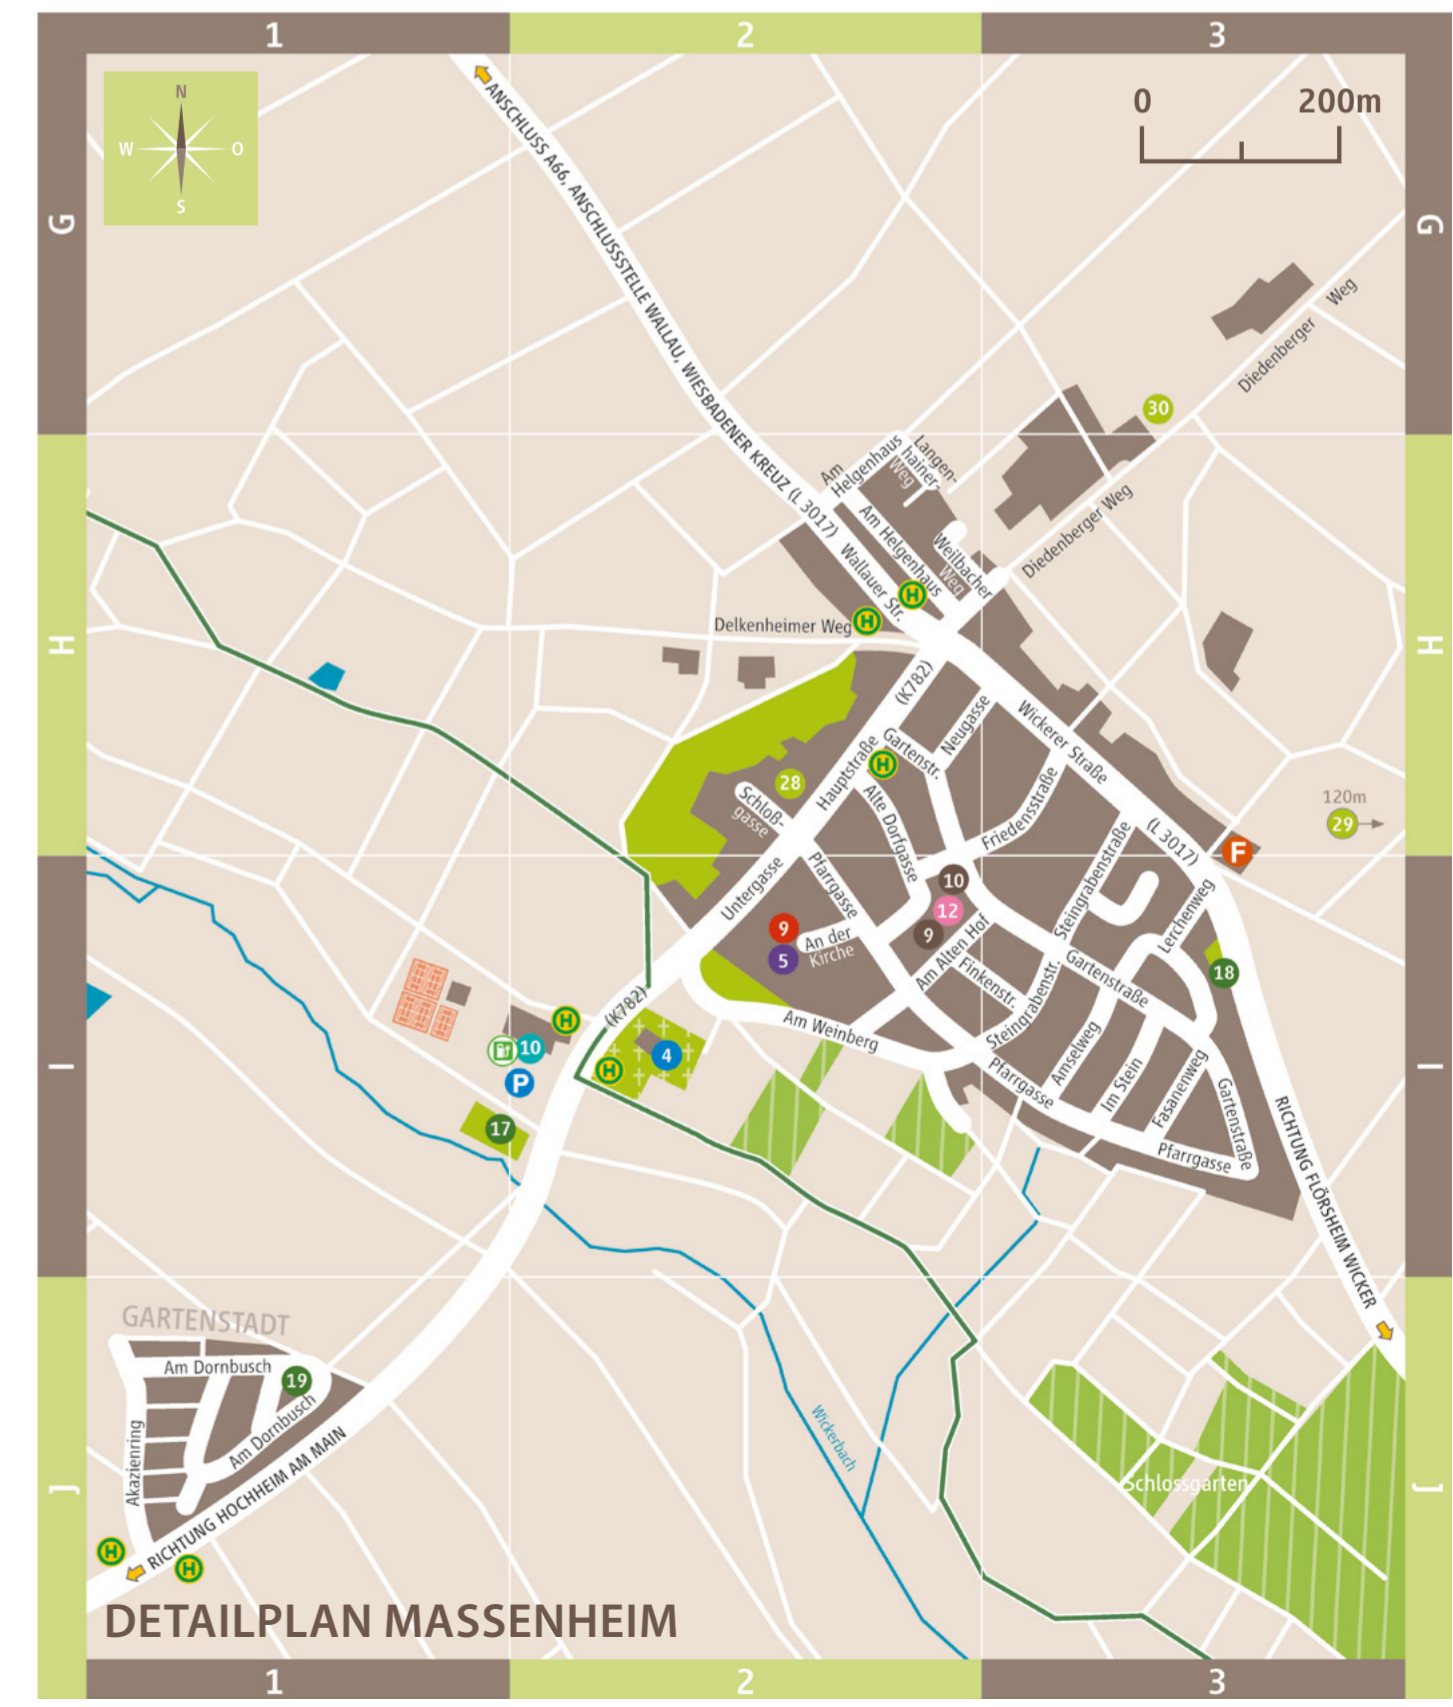 1
2
3
G
G
N
W
O
S
0
200m
ANSCHLUSS A66, ANSCHLUSSSTELLE WALLAU, WIESBADENER KREUZ (L 3017)
Diedenberger
Weg
30
H
H
Am
Helgenhaus
Langen-
hainer-
Weg
Am Helgenhaus
Weilbacher
Weg
Diedenberger Weg
Wallauer Str.
H
H
Delkenheimer Weg
(K782)
Neugasse
Wickerer Straße
Hauptstraße
Gartenstr.
H
28
Schloß-
gasse
Alte Dorfgasse
Friedensstraße
(L 3017)
120m
29
F
I
I
Untergasse
Pfarrgasse
10
12
9
9
5
An der
Kirche
Am Alten Hof
Finkenstr.
Steingrabenstraße
Lerchenweg
18
Gartenstraße
Steingrabenstr.
(K782)
H
10
P
H
4
17
Am Weinberg
Pfarrgasse
Amselweg
Im Stein
Fasanenweg
Gartenstraße
Pfarrgasse
RICHTUNG FLÖRSHEIM WICKER
J
J
GARTENSTADT
Am Dornbusch
19
Am Dornbusch
Akazienring
RICHTUNG HOCHHEIM AM MAIN
H
H
Wickerbach
Schlossgarten
DETAILPLAN MASSENHEIM
1
2
3